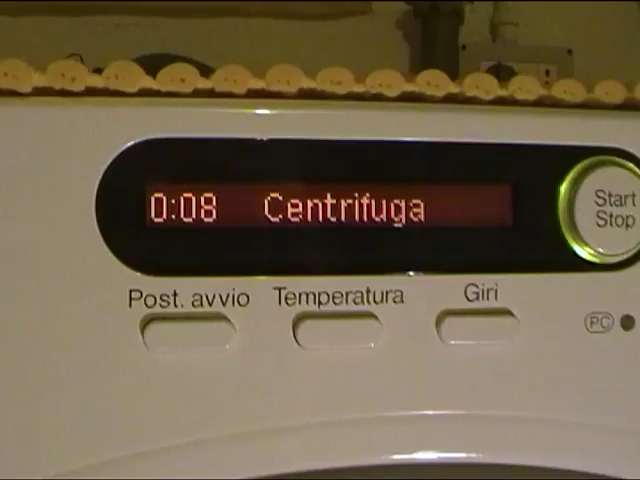 0:08 Centrifuga
Start
Stop
Post. avvio Temperatura Giri
PC